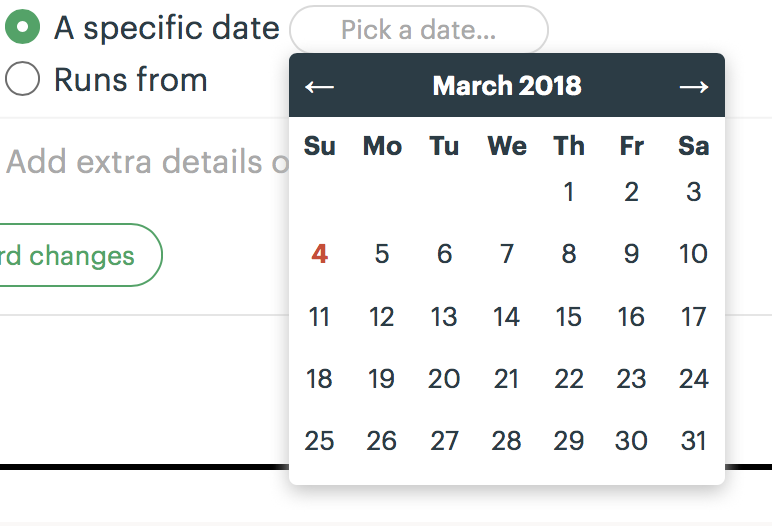 A specific date Pick a date...
Runs from
← March 2018 →
Su Mo Tu We Th Fr Sa
1 2 3
Add extra details o
4 5 6 7 8 9 10
rd changes
11 12 13 14 15 16 17
18 19 20 21 22 23 24
25 26 27 28 29 30 31